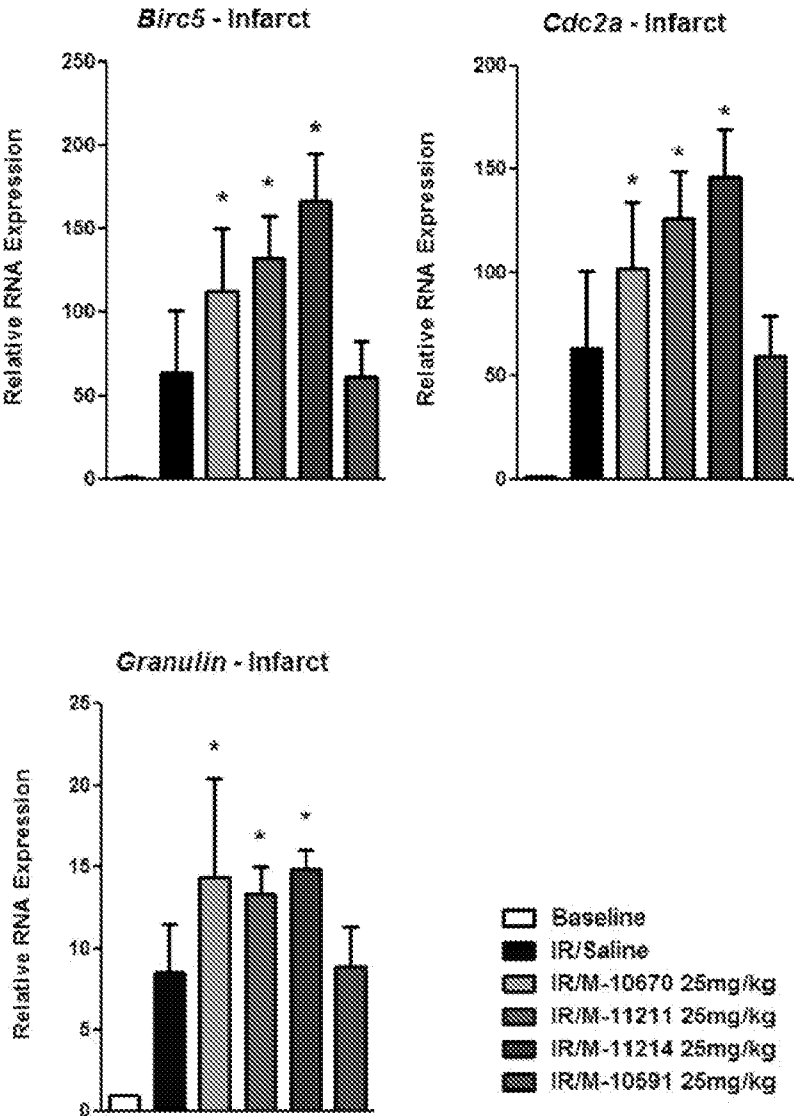 Birc5 - Infarct
Relative RNA Expression
250
200
150
100
50
0
*
*
*
Cdc2a - Infarct
Relative RNA Expression
200
150
100
50
0
*
*
*
Granulin - Infarct
Relative RNA Expression
25
20
15
10
5
0
*
*
*
Baseline
IR/Saline
IR/M-10670 25mg/kg
IR/M-11211 25mg/kg
IR/M-11214 25mg/kg
IR/M-10591 25mg/kg